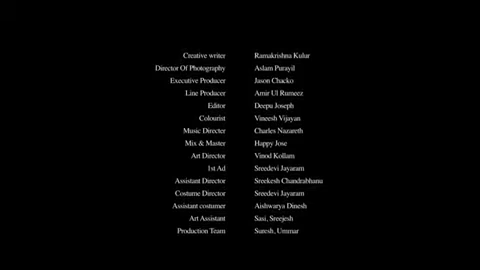 Creative writer Ramakrishna Kular
Director Of Photography Aslam Purayil
Executive Producer Jason Chacko
Line Producer Amir Ul Rumeez
Editor Deepu Joseph
Colourist Vineesh Vijayan
Music Directer Charles Nazareth
Mix & Master Happy Jose
Art Director Vinod Kollam
1st Ad Sreedevi Jayaram
Assistant Director Sreekesh Chandrabhanu
Costume Director Sreedevi Jayaram
Assistant costumer Aishwarya Dinesh
Art Assistant Sasi, Sreejesh
Production Team Suresh, Ummar